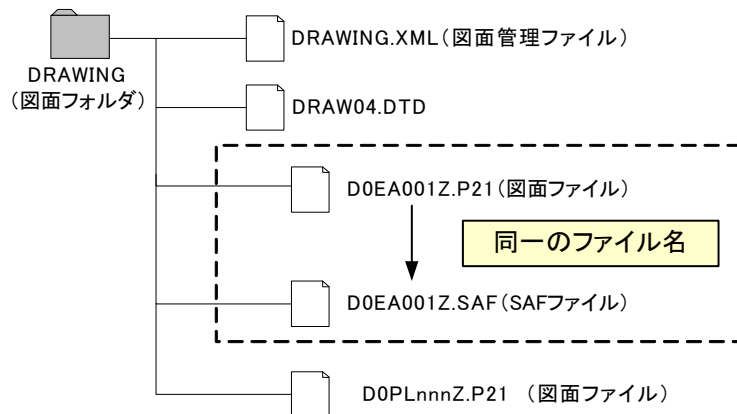 DRAWING
(図面フォルダ)
DRAWING.XML(図面管理ファイル)
DRAW04.DTD
D0EA001Z.P21(図面ファイル)
同一のファイル名
D0EA001Z.SAF(SAFファイル)
D0PLnnnZ.P21 (図面ファイル)